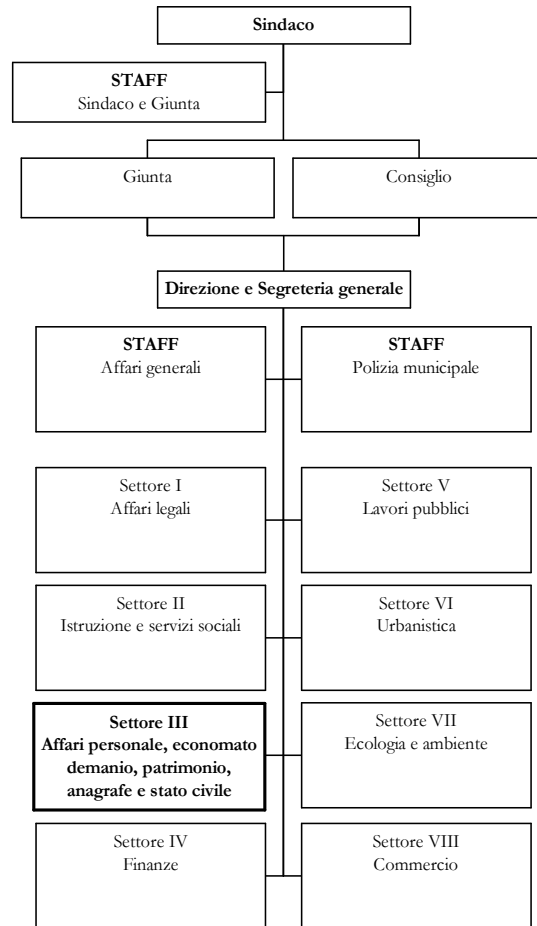 Sindaco
STAFF
Sindaco e Giunta
Giunta
Consiglio
Direzione e Segreteria generale
STAFF
Affari generali
STAFF
Polizia municipale
Settore I
Affari legali
Settore V
Lavori pubblici
Settore II
Istruzione e servizi sociali
Settore VI
Urbanistica
Settore III
Affari personale, economato
demanio, patrimonio,
anagrafe e stato civile
Settore VII
Ecologia e ambiente
Settore IV
Finanze
Settore VIII
Commercio